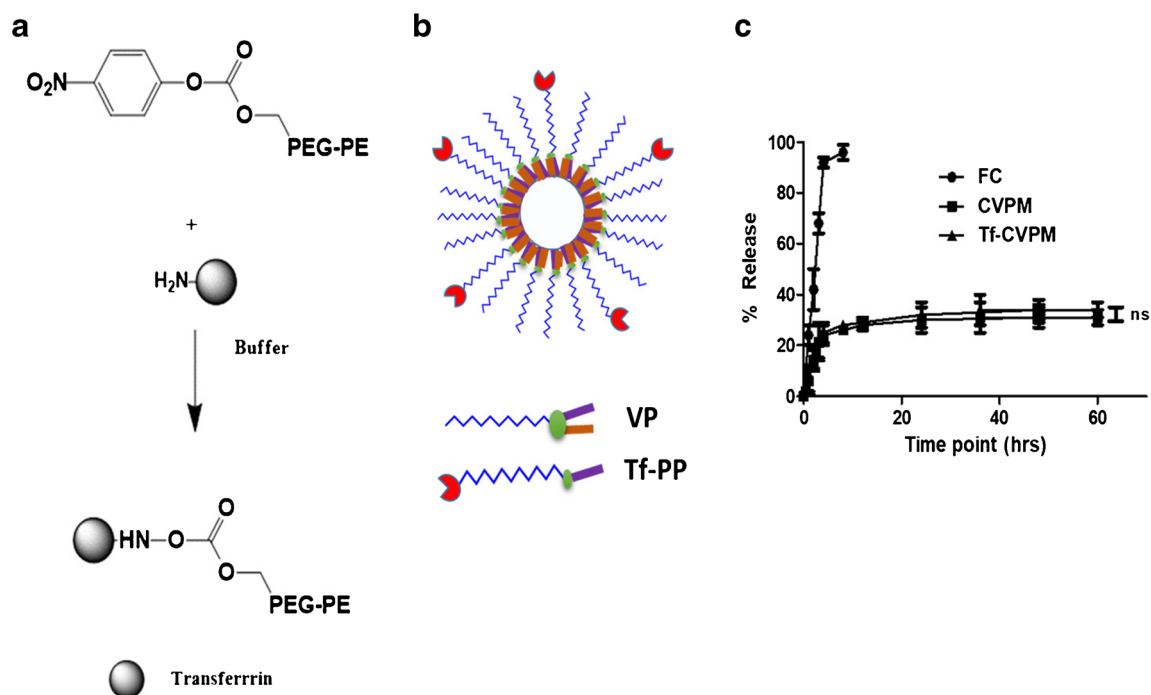 a
O₂N
O
O
O
PEG-PE
+
H₂N
Buffer
HN
O
O
O
PEG-PE
Transferrrin
b
VP
Tf-PP
c
% Release
100
80
60
40
20
0
FC
CVPM
Tf-CVPM
ns
0 20 40 60
Time point (hrs)